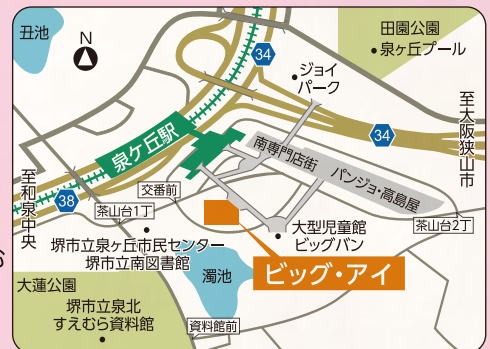 丑池
N
34
ジョイ
パーク
田園公園
泉ヶ丘プール
泉ケ丘駅
34
至大阪狭山市
南専門店街
パンジョ・高島屋
交番前
至和泉中央
38
茶山台1丁
茶山台2丁
堺市立泉ヶ丘市民センター
堺市立南図書館
大型児童館
ビッグバン
ビッグ・アイ
濁池
大蓮公園
堺市立泉北
すえむら資料館
資料館前